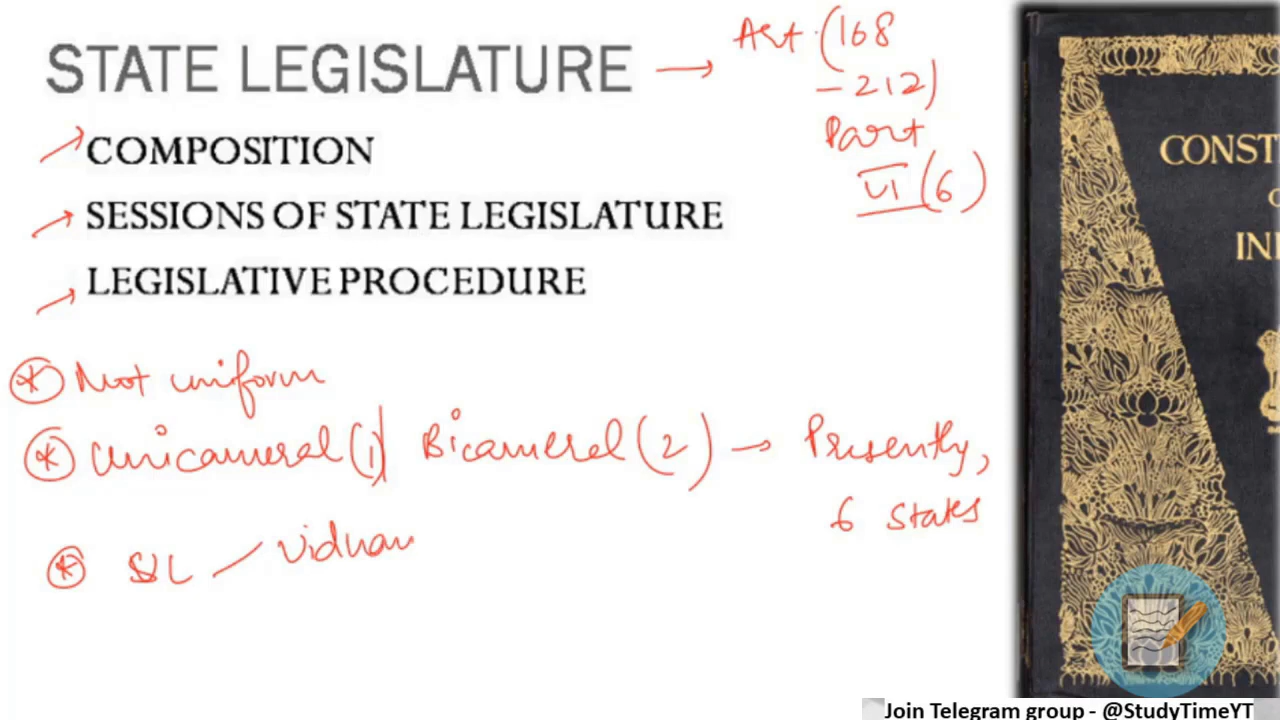 STATE LEGISLATURE → Art. (168
- 212)
Part
VI (6)
COMPOSITION
SESSIONS OF STATE LEGISLATURE
LEGISLATIVE PROCEDURE
Not uniform
Unicameral (1) Bicameral (2) → Presently,
6 states
SL - Vidhan
CONST
IN
Join Telegram group - @StudyTimeYT